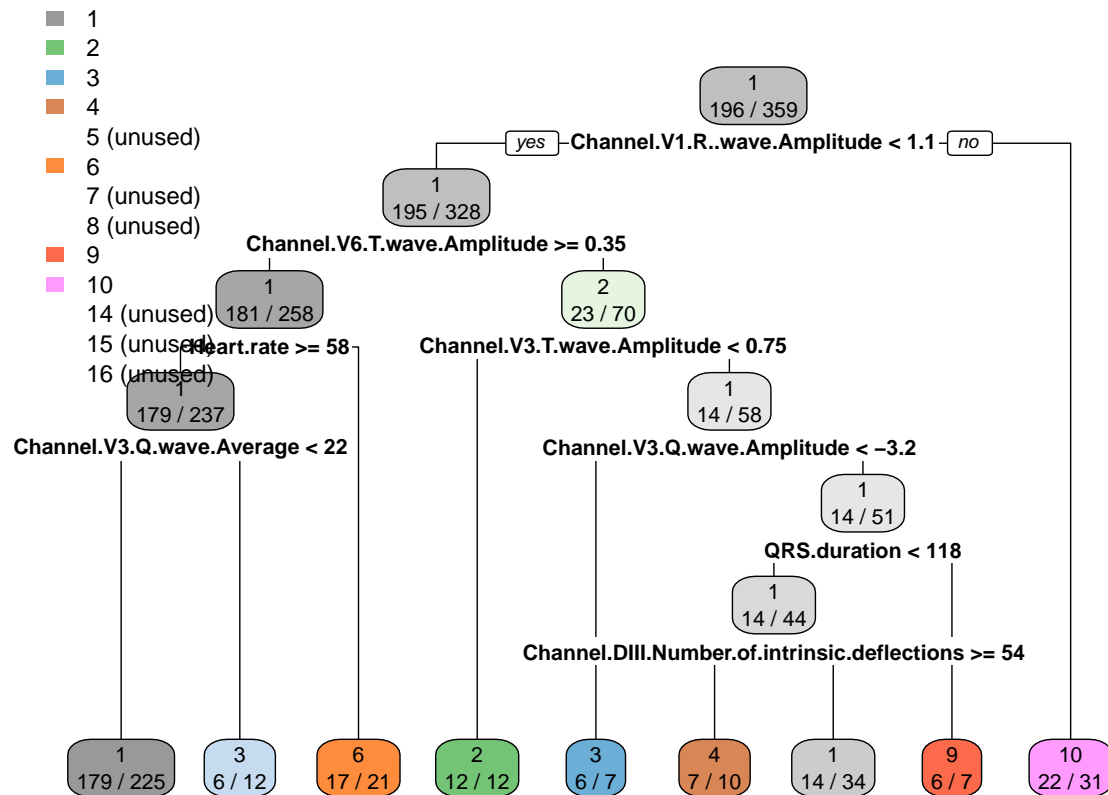 1
2
3
4
5 (unused)
6
7 (unused)
8 (unused)
9
10
14 (unused)
15 (unused)
16 (unused)
1
196 / 359
yes
Channel.V1.R..wave.Amplitude < 1.1
no
1
195 / 328
Channel.V6.T.wave.Amplitude >= 0.35
1
181 / 258
2
23 / 70
Heart.rate >= 58
Channel.V3.T.wave.Amplitude < 0.75
1
179 / 237
1
14 / 58
Channel.V3.Q.wave.Average < 22
Channel.V3.Q.wave.Amplitude < −3.2
1
14 / 51
QRS.duration < 118
1
14 / 44
Channel.DIII.Number.of.intrinsic.deflections >= 54
1
179 / 225
3
6 / 12
6
17 / 21
2
12 / 12
3
6 / 7
4
7 / 10
1
14 / 34
9
6 / 7
10
22 / 31